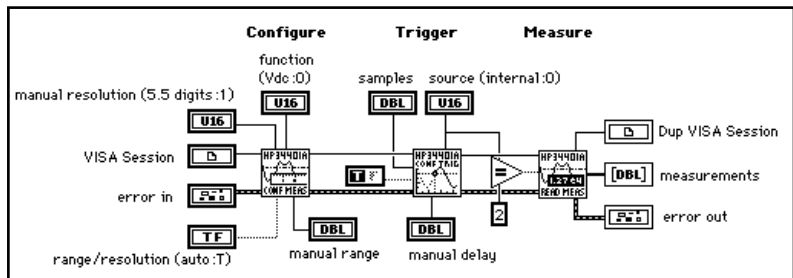 Configure
Trigger
Measure
function
(Vdc:0)
samples
source (internal:0)
manual resolution (5.5 digits:1)
U16
DBL
U16
U16
Dup VISA Session
VISA Session
HP34401A
CONF MEAS
HP34401A
CONF TRIG
HP34401A
READ MEAS
T
F
=
[DBL]
measurements
error in
2
error out
TF
DBL
DBL
range/resolution (auto:T)
manual range
manual delay